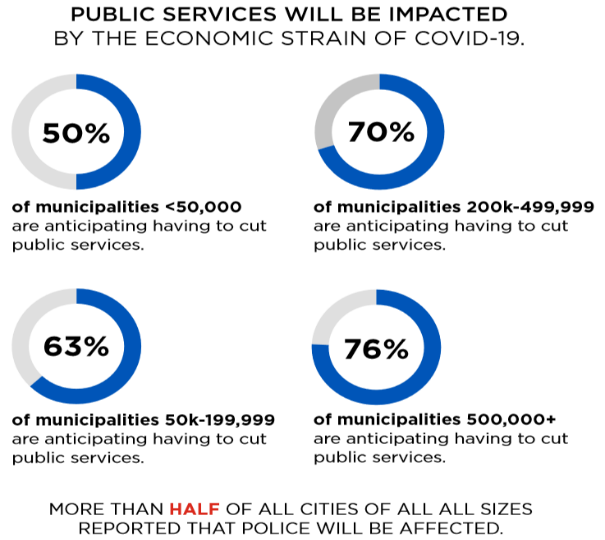 PUBLIC SERVICES WILL BE IMPACTED
BY THE ECONOMIC STRAIN OF COVID-19.
50%
of municipalities <50,000
are anticipating having to cut
public services.
70%
of municipalities 200k-499,999
are anticipating having to cut
public services.
63%
of municipalities 50k-199,999
are anticipating having to cut
public services.
76%
of municipalities 500,000+
are anticipating having to cut
public services.
MORE THAN HALF OF ALL CITIES OF ALL ALL SIZES
REPORTED THAT POLICE WILL BE AFFECTED.